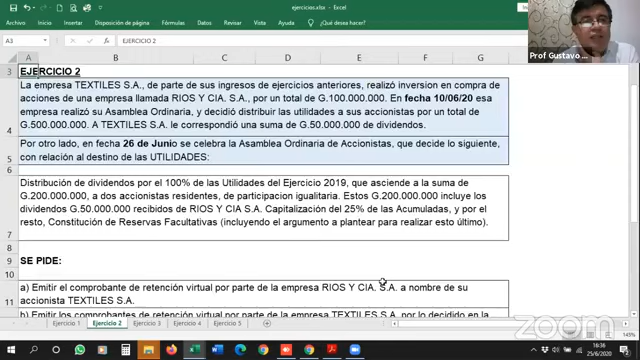 ejercicios.xlsx - Excel
Archivo Inicio Insertar Disposición de página Fórmulas Datos Revisar Vista Ayuda ¿Qué desea hacer?
A3 EJERCICIO 2
A B C D E F G
3 EJERCICIO 2
La empresa TEXTILES S.A., de parte de sus ingresos de ejercicios anteriores, realizó inversion en compra de
acciones de una empresa llamada RIOS Y CIA. S.A., por un total de G.100.000.000. En fecha 10/06/20 esa
empresa realizó su Asamblea Ordinaria, y decidió distribuir las utilidades a sus accionistas por un total de
4 G.500.000.000. A TEXTILES S.A. le correspondió una suma de G.50.000.000 de dividendos.
Por otro lado, en fecha 26 de Junio se celebra la Asamblea Ordinaria de Accionistas, que decide lo siguiente,
5 con relación al destino de las UTILIDADES:
6
Distribución de dividendos por el 100% de las Utilidades del Ejercicio 2019, que asciende a la suma de
G.200.000.000, a dos accionistas residentes, de participacion igualitaria. Estos G.200.000.000 incluye los
dividendos G.50.000.000 recibidos de RIOS Y CIA S.A. Capitalización del 25% de las Acumuladas, y por el
7 resto, Constitución de Reservas Facultativas (incluyendo el argumento a plantear para realizar esto último).
8
9 SE PIDE:
10
a) Emitir el comprobante de retención virtual por parte de la empresa RIOS Y CIA. S.A. a nombre de su
11 accionista TEXTILES S.A.
b) Emitir los comprobantes de retención virtual por parte de la empresa TEXTILES S.A. por lo decidido en la
Ejercicio 1 Ejercicio 2 Ejercicio 3 Ejercicio 4 Ejercicio 5
145%
16:36
25/6/2020
Prof Gustavo
zoom